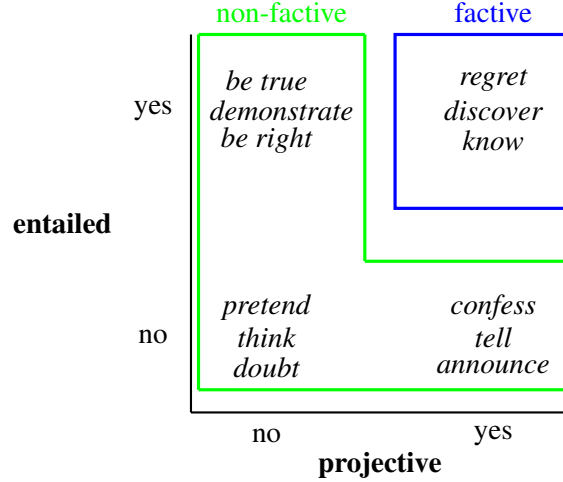 non-factive factive
be true regret
yes demonstrate discover
be right know
entailed
pretend confess
no think tell
doubt announce
no yes
projective